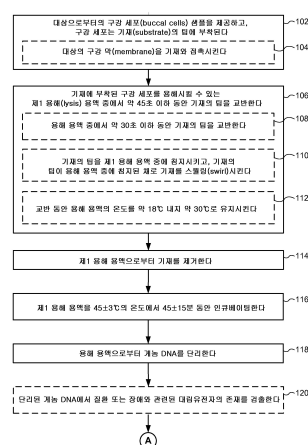 대상으로부터의 구강 세포(buccal cells) 샘플을 제공하고,
구강 세포는 기재(substrate)의 팁에 부착된다
102
대상의 구강 막(membrane)을 기재와 접촉시킨다
104
기재에 부착된 구강 세포를 용해시킬 수 있는
제1 용해(lysis) 용액 중에서 약 45초 이하 동안 기재의 팁을 교반한다
106
용해 용액 중에서 약 30초 이하 동안 기재의 팁을 교반한다
108
기재의 팁을 제1 용해 용액 중에 침지시키고, 기재의
팁이 용해 용액 중에 침지된 채로 기재를 스월링(swirl)시킨다
110
교반 동안 용해 용액의 온도를 약 18℃ 내지 약 30℃로 유지시킨다
112
제1 용해 용액으로부터 기재를 제거한다
114
제1 용해 용액을 45±3℃의 온도에서 45±15분 동안 인큐베이팅한다
116
용해 용액으로부터 게놈 DNA를 단리한다
118
단리된 게놈 DNA에서 질환 또는 장애와 관련된 대립유전자의 존재를 검출한다
120
A